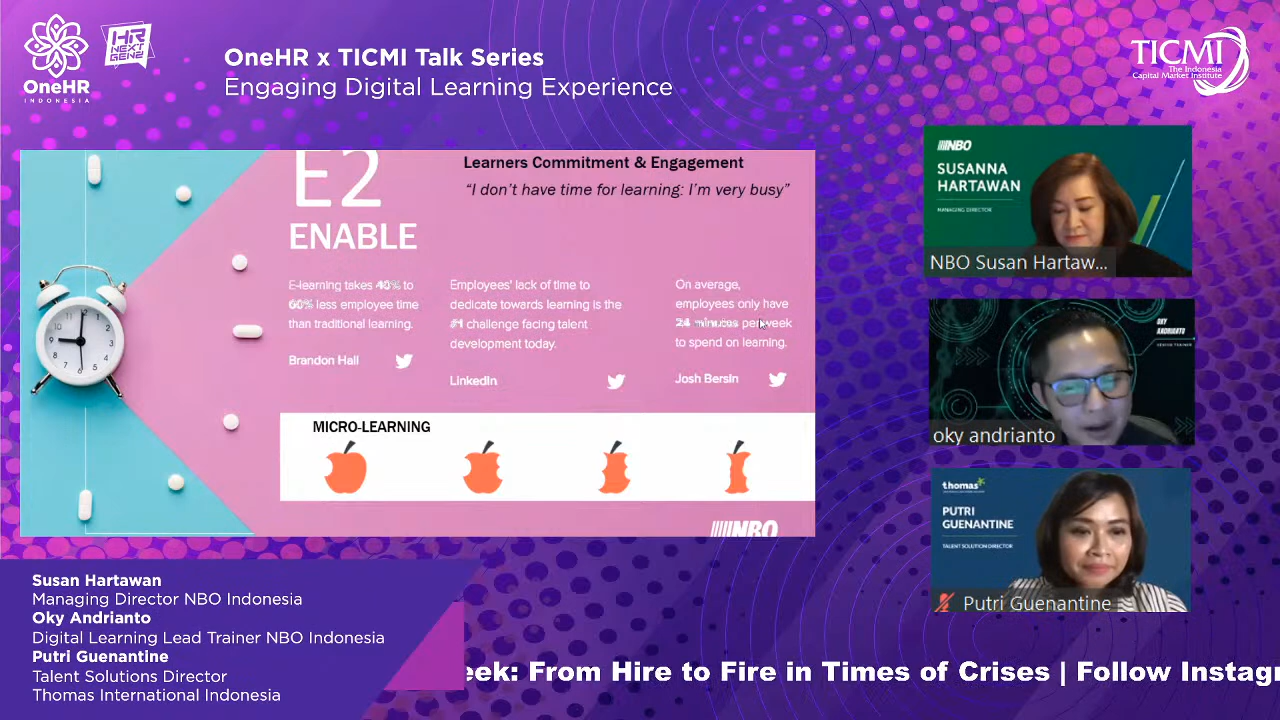 OneHR
INDONESIA
HR
NEXT
GENZ
OneHR x TICMI Talk Series
Engaging Digital Learning Experience
TICMI
The Indonesia
Capital Market Institute
E2
ENABLE
Learners Commitment & Engagement
“I don’t have time for learning: I’m very busy”
E-learning takes 40% to
60% less employee time
than traditional learning.
Brandon Hall
Employees' lack of time to
dedicate towards learning is the
#1 challenge facing talent
development today.
LinkedIn
On average,
employees only have
24 minutes per week
to spend on learning.
Josh Bersin
MICRO-LEARNING
NBO
NBO
SUSANNA
HARTAWAN
MANAGING DIRECTOR
NBO Susan Hartaw...
OKY
ANDRIANTO
SENIOR TRAINER
oky andrianto
thomas
PUTRI
GUENANTINE
TALENT SOLUTION DIRECTOR
Putri Guenantine
Susan Hartawan
Managing Director NBO Indonesia
Oky Andrianto
Digital Learning Lead Trainer NBO Indonesia
Putri Guenantine
Talent Solutions Director
Thomas International Indonesia
eek: From Hire to Fire in Times of Crises | Follow Instag